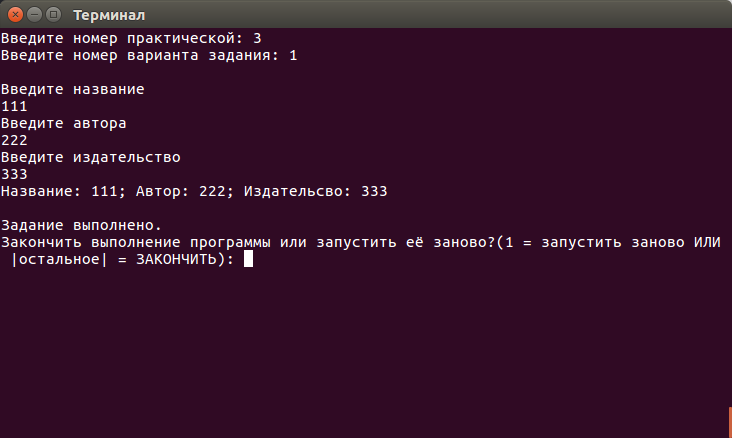 Терминал
Введите номер практической: 3
Введите номер варианта задания: 1
Введите название
111
Введите автора
222
Введите издательство
333
Название: 111; Автор: 222; Издательсво: 333
Задание выполнено.
Закончить выполнение программы или запустить её заново?(1 = запустить заново ИЛИ
|остальное| = ЗАКОНЧИТЬ):